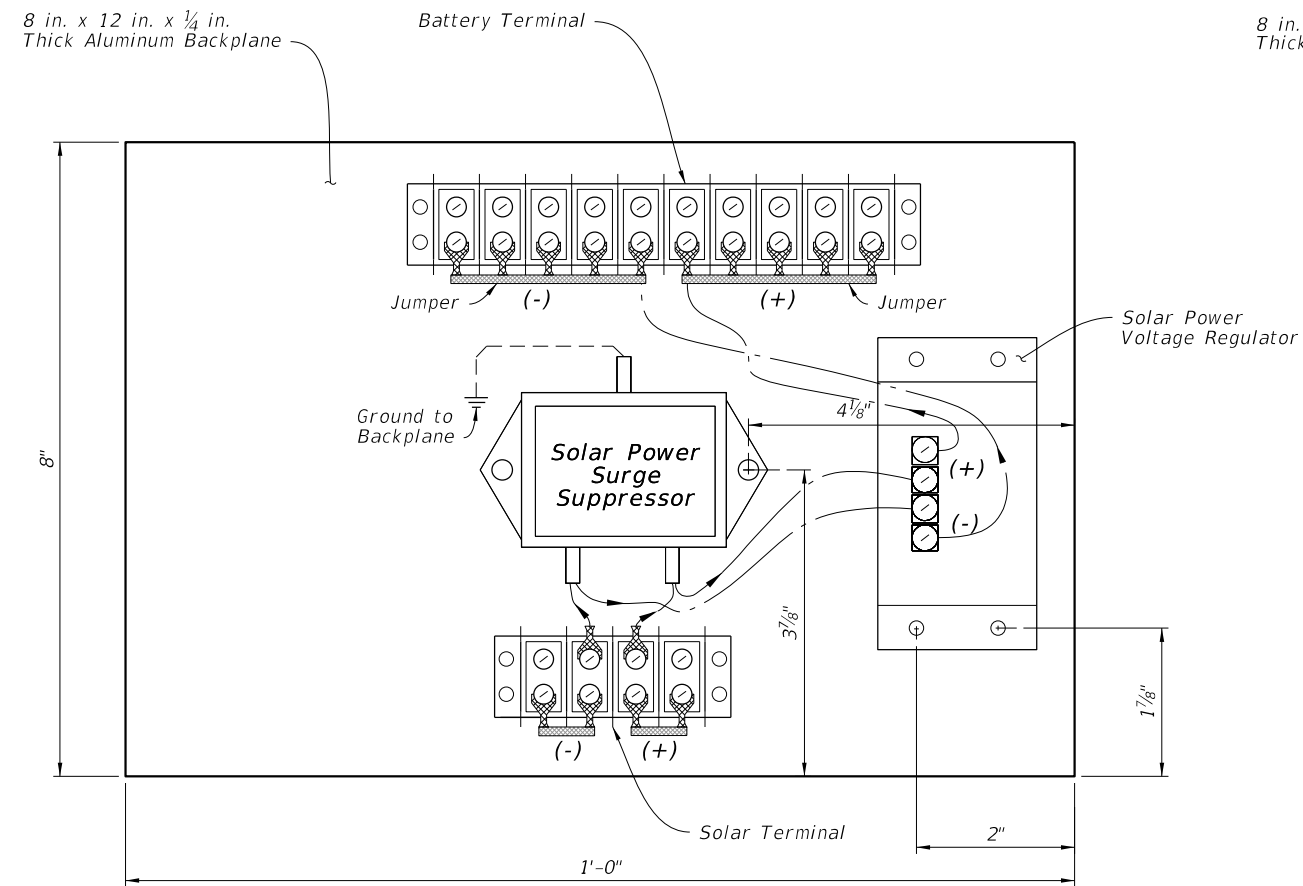 8 in. x 12 in. x ¼ in.
Thick Aluminum Backplane
Battery Terminal
8 in.
Thick
Jumper
(-)
(+)
Jumper
Solar Power
Voltage Regulator
Ground to
Backplane
4⅛"
8"
Solar Power
Surge
Suppressor
(+)
(-)
3⅞"
1⅞"
(-)
(+)
Solar Terminal
2"
1'-0"